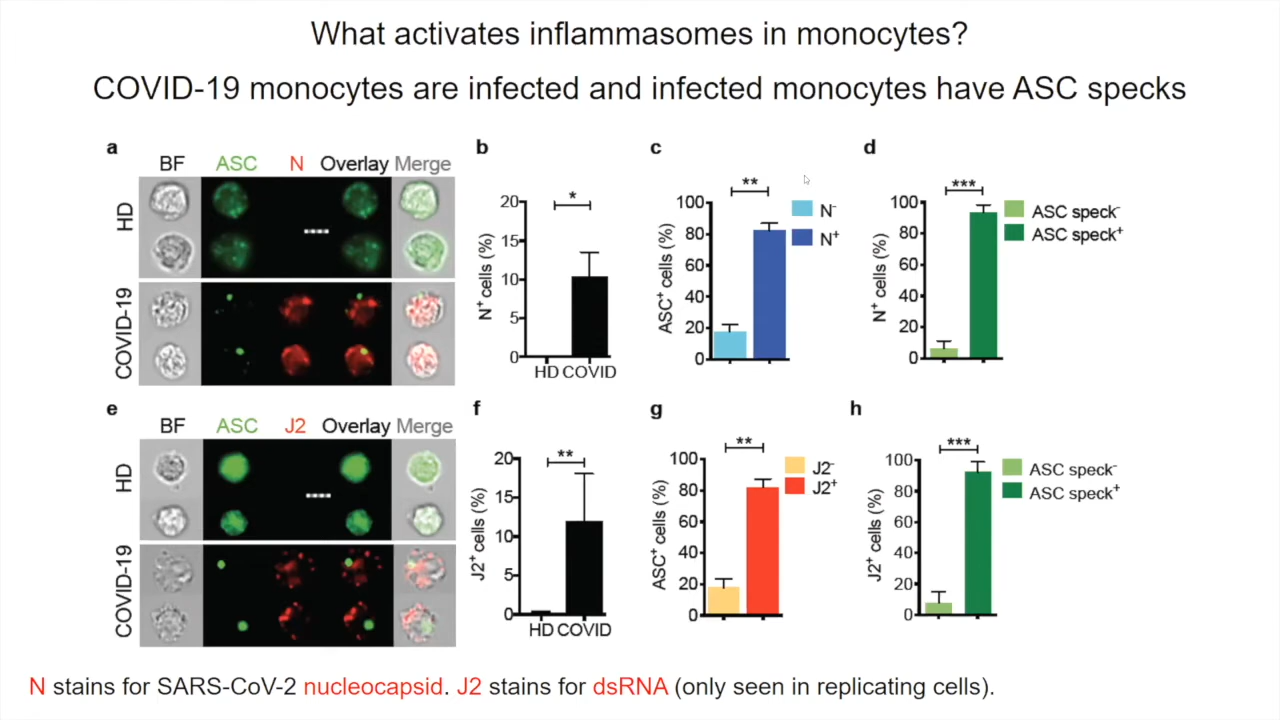 What activates inflammasomes in monocytes?
COVID-19 monocytes are infected and infected monocytes have ASC specks
a
BF ASC N Overlay Merge
HD
COVID-19
b
*
20
15
10
5
0
N⁺ cells (%)
HD COVID
c
**
100
80
60
40
20
0
ASC⁺ cells (%)
N⁻
N⁺
d
***
100
80
60
40
20
0
N⁺ cells (%)
ASC speck⁻
ASC speck⁺
e
BF ASC J2 Overlay Merge
HD
COVID-19
f
**
20
15
10
5
0
J2⁺ cells (%)
HD COVID
g
**
100
80
60
40
20
0
ASC⁺ cells (%)
J2⁻
J2⁺
h
***
100
80
60
40
20
0
J2⁺ cells (%)
ASC speck⁻
ASC speck⁺
N stains for SARS-CoV-2 nucleocapsid. J2 stains for dsRNA (only seen in replicating cells).